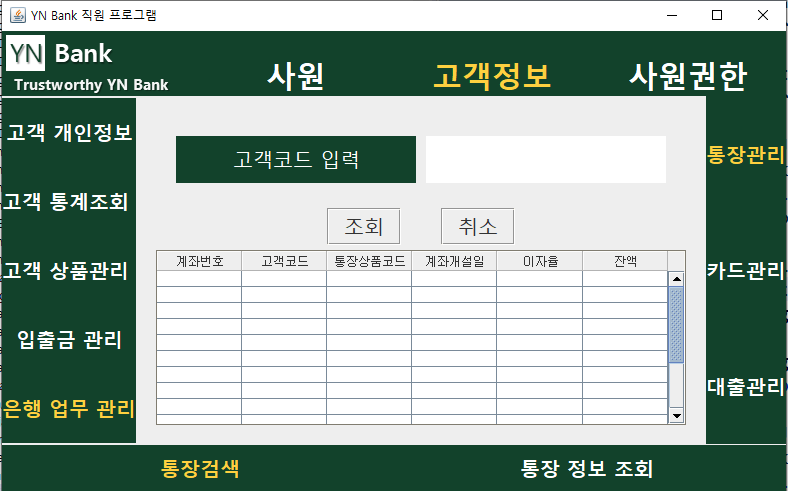 YN Bank 직원 프로그램
YN Bank
Trustworthy YN Bank
사원 고객정보 사원권한
고객 개인정보
고객 통계조회
고객 상품관리
입출금 관리
은행 업무 관리
고객코드 입력
조회 취소
계좌번호 고객코드 통장상품코드 계좌개설일 이자율 잔액
통장관리
카드관리
대출관리
통장검색 통장 정보 조회